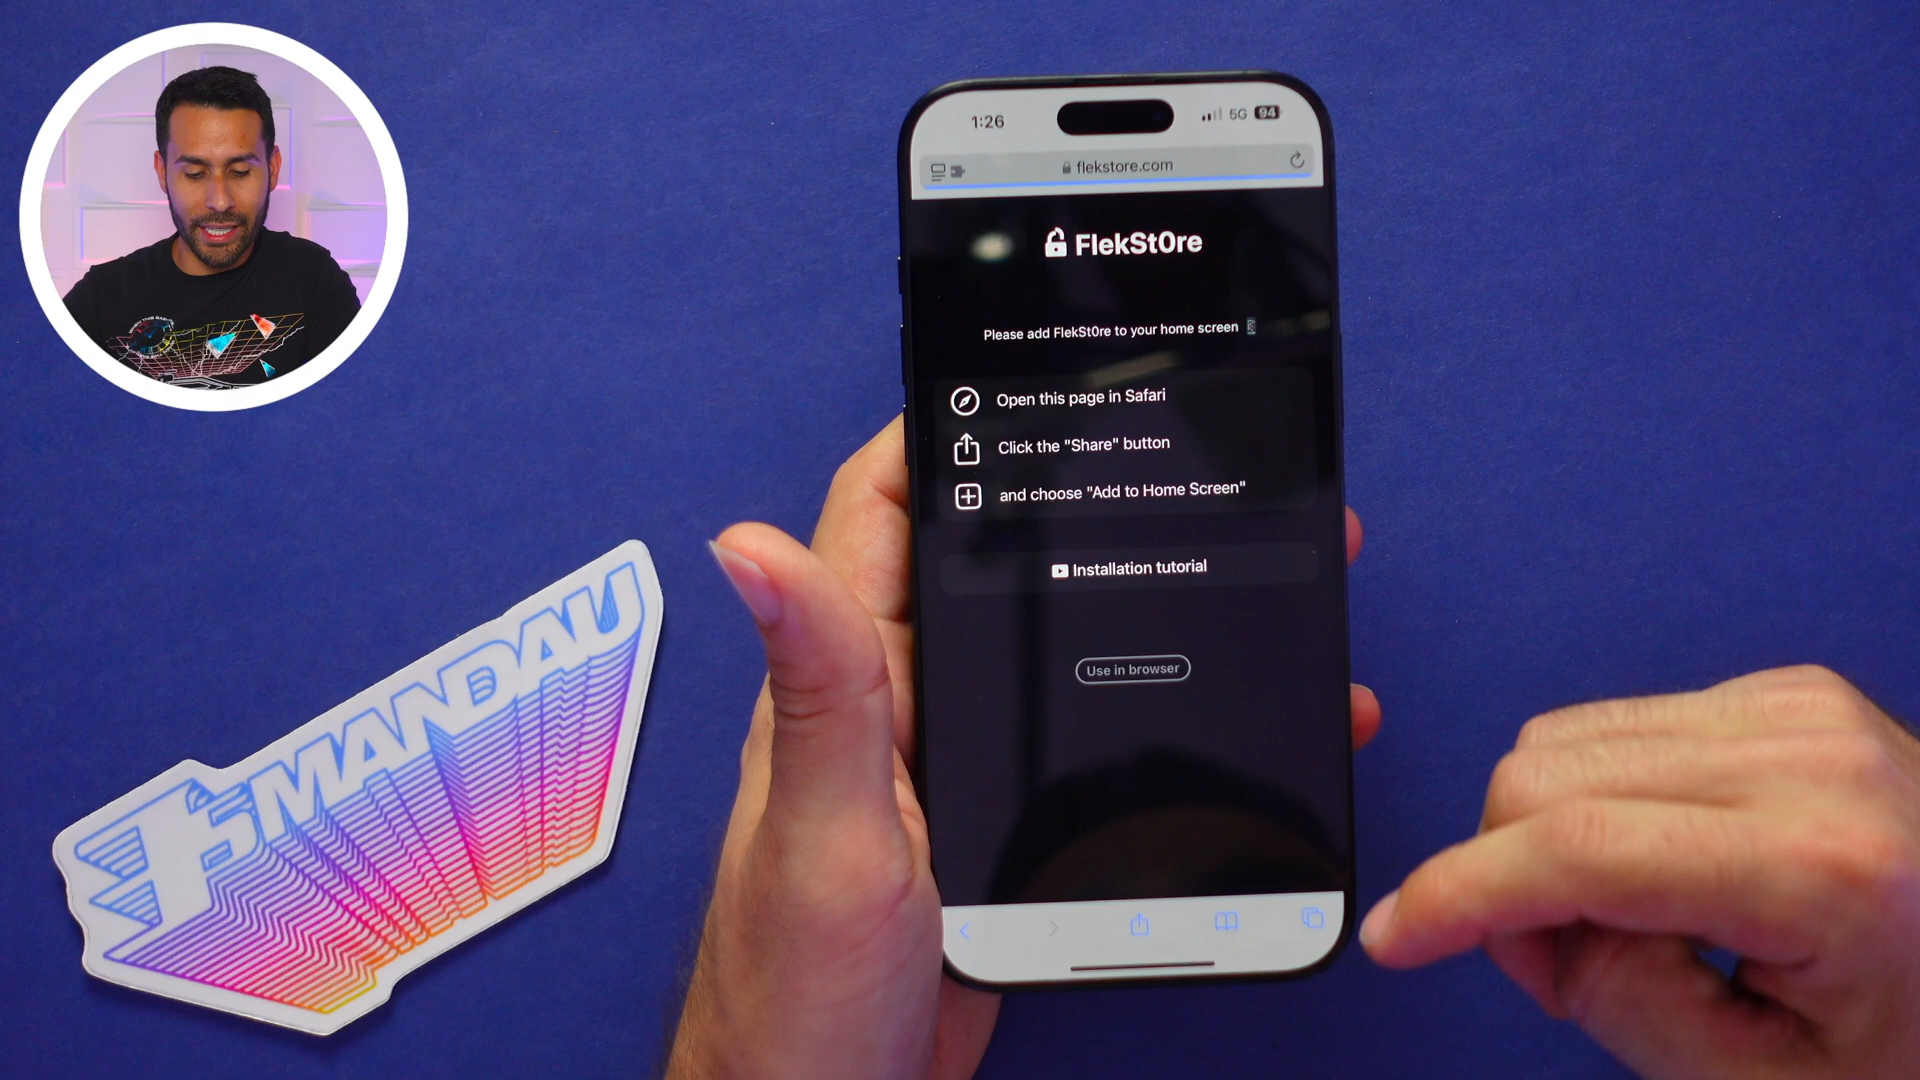 1:26
5G
94
flekstore.com
FlekSt0re
Please add FlekSt0re to your home screen
Open this page in Safari
Click the "Share" button
and choose "Add to Home Screen"
Installation tutorial
Use in browser
MANDAU